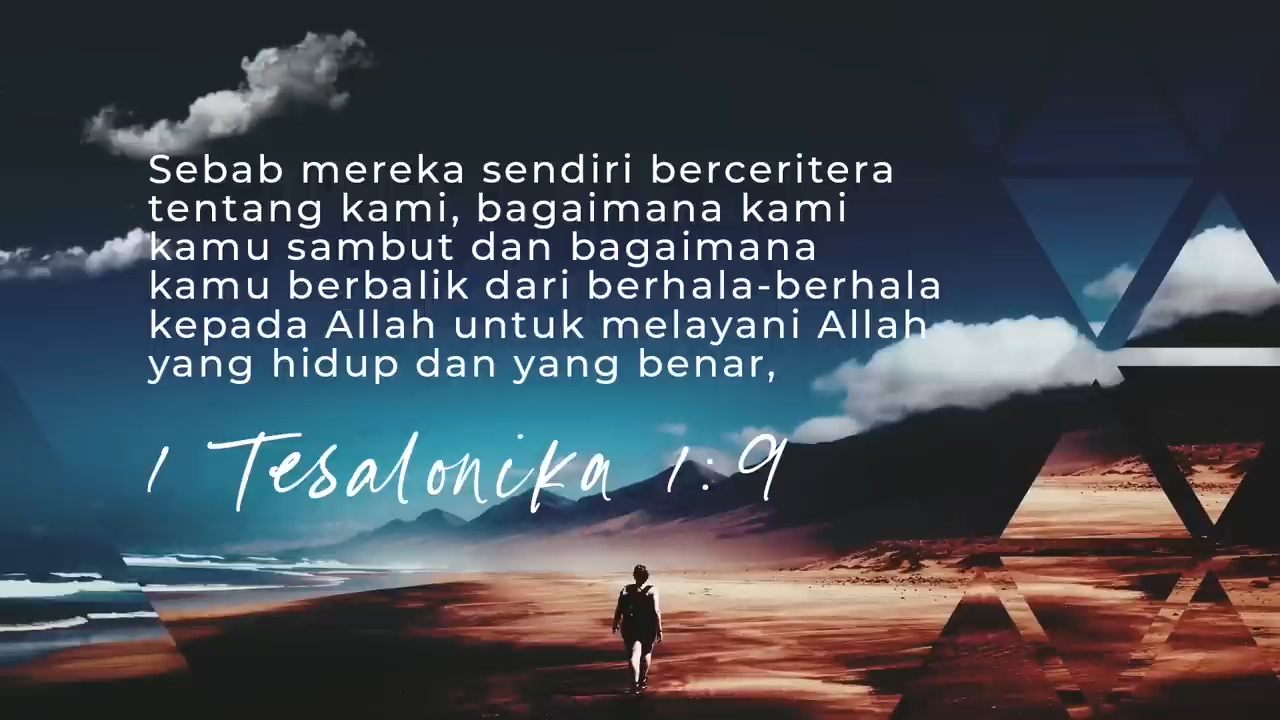 Sebab mereka sendiri berceritera
tentang kami, bagaimana kami
kamu sambut dan bagaimana
kamu berbalik dari berhala-berhala
kepada Allah untuk melayani Allah
yang hidup dan yang benar,
1 Tesalonika 1:9